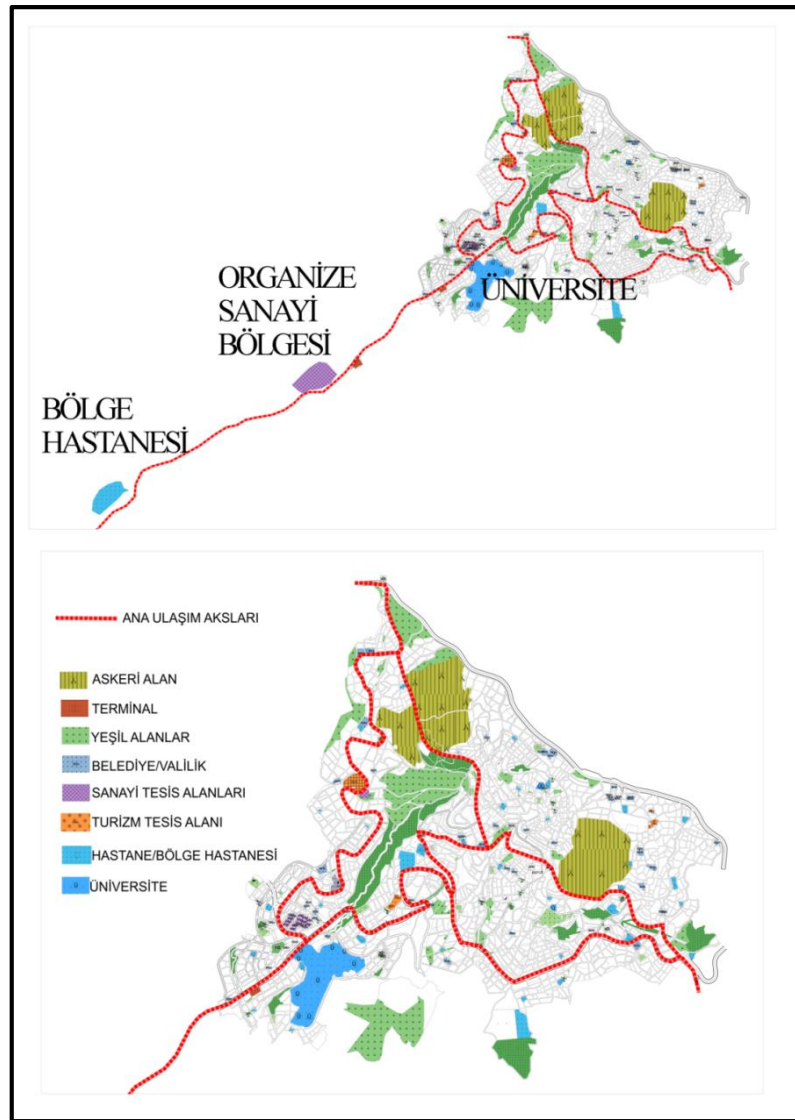 ORGANİZE
SANAYİ
BÖLGESİ
ÜNİVERSİTE
BÖLGE
HASTANESİ
ANA ULAŞIM AKSLARI
ASKERİ ALAN
TERMİNAL
YEŞİL ALANLAR
BELEDİYE/VALİLİK
SANAYİ TESİS ALANLARI
TURİZM TESİS ALANI
HASTANE/BÖLGE HASTANESİ
ÜNİVERSİTE